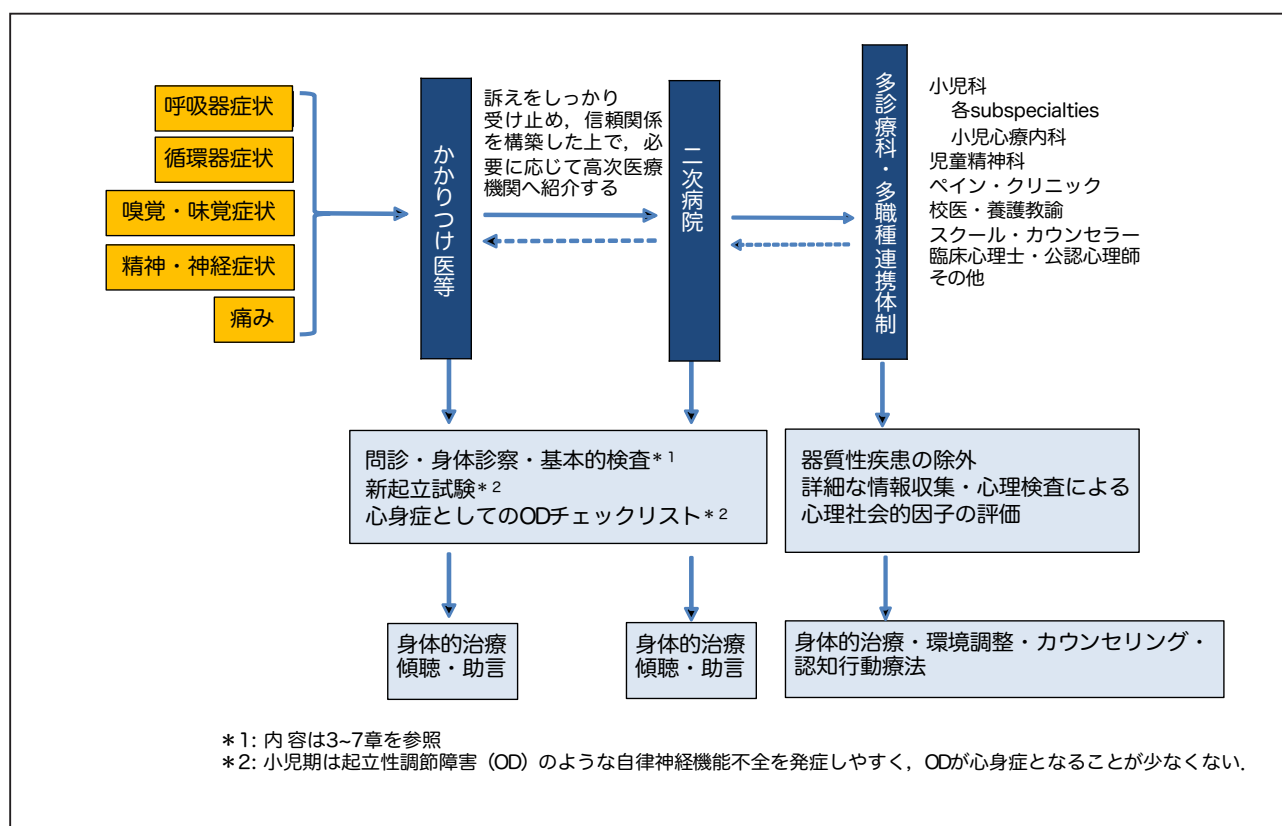 呼吸器症状
循環器症状
嗅覚・味覚症状
精神・神経症状
痛み
かかりつけ医等
訴えをしっかり
受け止め，信頼関係
を構築した上で，必
要に応じて高次医療
機関へ紹介する
二次病院
多診療科・多職種連携体制
小児科
各subspecialties
小児心療内科
児童精神科
ペイン・クリニック
校医・養護教諭
スクール・カウンセラー
臨床心理士・公認心理師
その他
問診・身体診察・基本的検査*1
新起立試験*2
心身症としてのODチェックリスト*2
器質性疾患の除外
詳細な情報収集・心理検査による
心理社会的因子の評価
身体的治療
傾聴・助言
身体的治療
傾聴・助言
身体的治療・環境調整・カウンセリング・
認知行動療法
*1: 内容は3~7章を参照
*2: 小児期は起立性調節障害（OD）のような自律神経機能不全を発症しやすく，ODが心身症となることが少なくない．